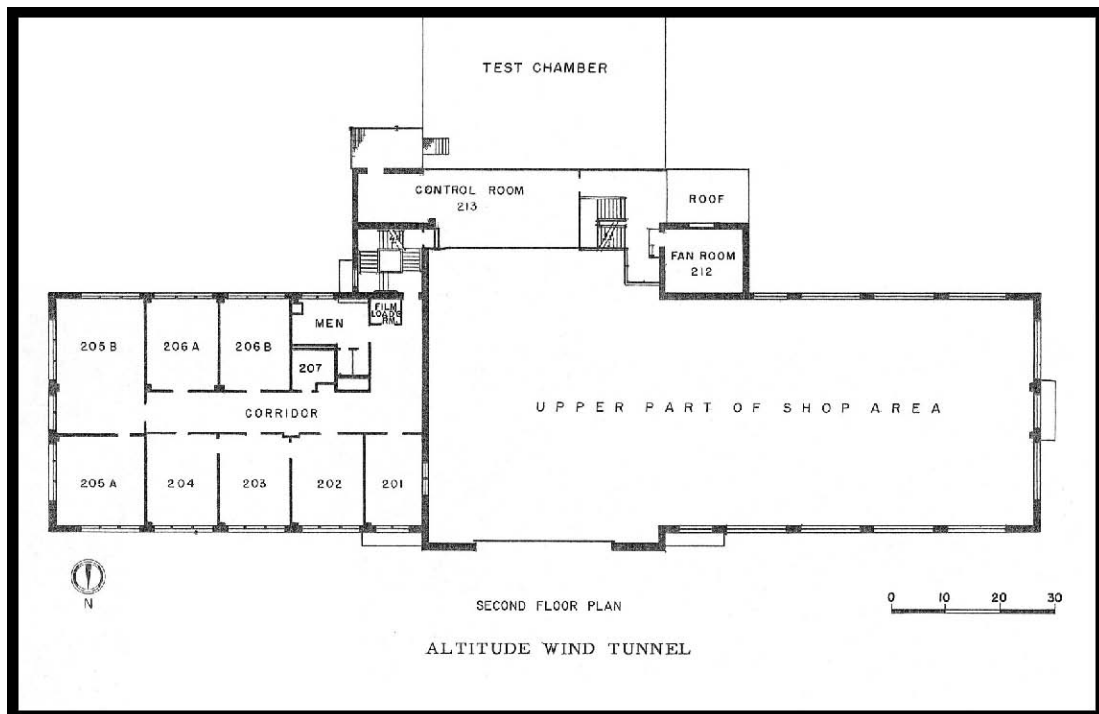 TEST CHAMBER
CONTROL ROOM
213
ROOF
FAN ROOM
212
FILM
LOAD'G
RM.
MEN
205 B
206 A
206 B
207
CORRIDOR
UPPER PART OF SHOP AREA
205 A
204
203
202
201
N
SECOND FLOOR PLAN
0 10 20 30
ALTITUDE WIND TUNNEL